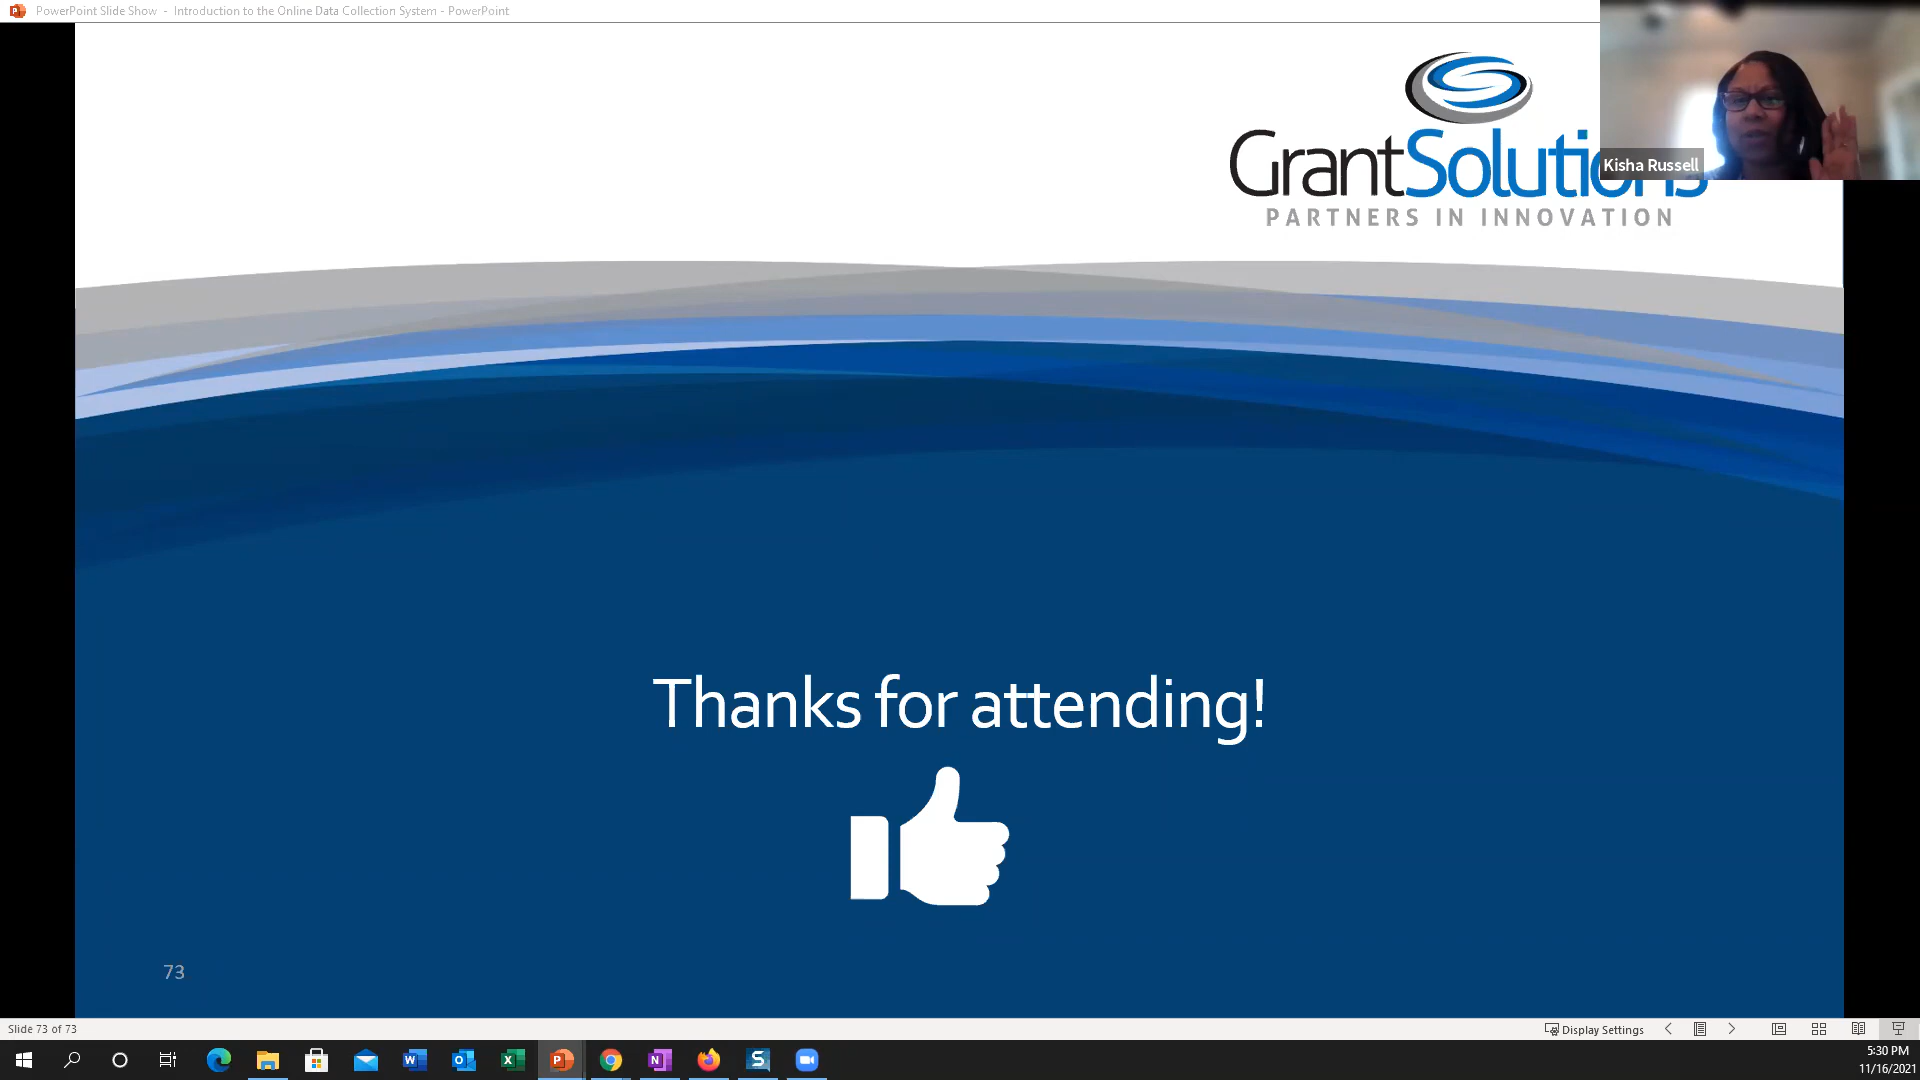 PowerPoint Slide Show - Introduction to the Online Data Collection System - PowerPoint
GrantSolutions
PARTNERS IN INNOVATION
Kisha Russell
Thanks for attending!
73
Slide 73 of 73
Display Settings
5:30 PM
11/16/2021